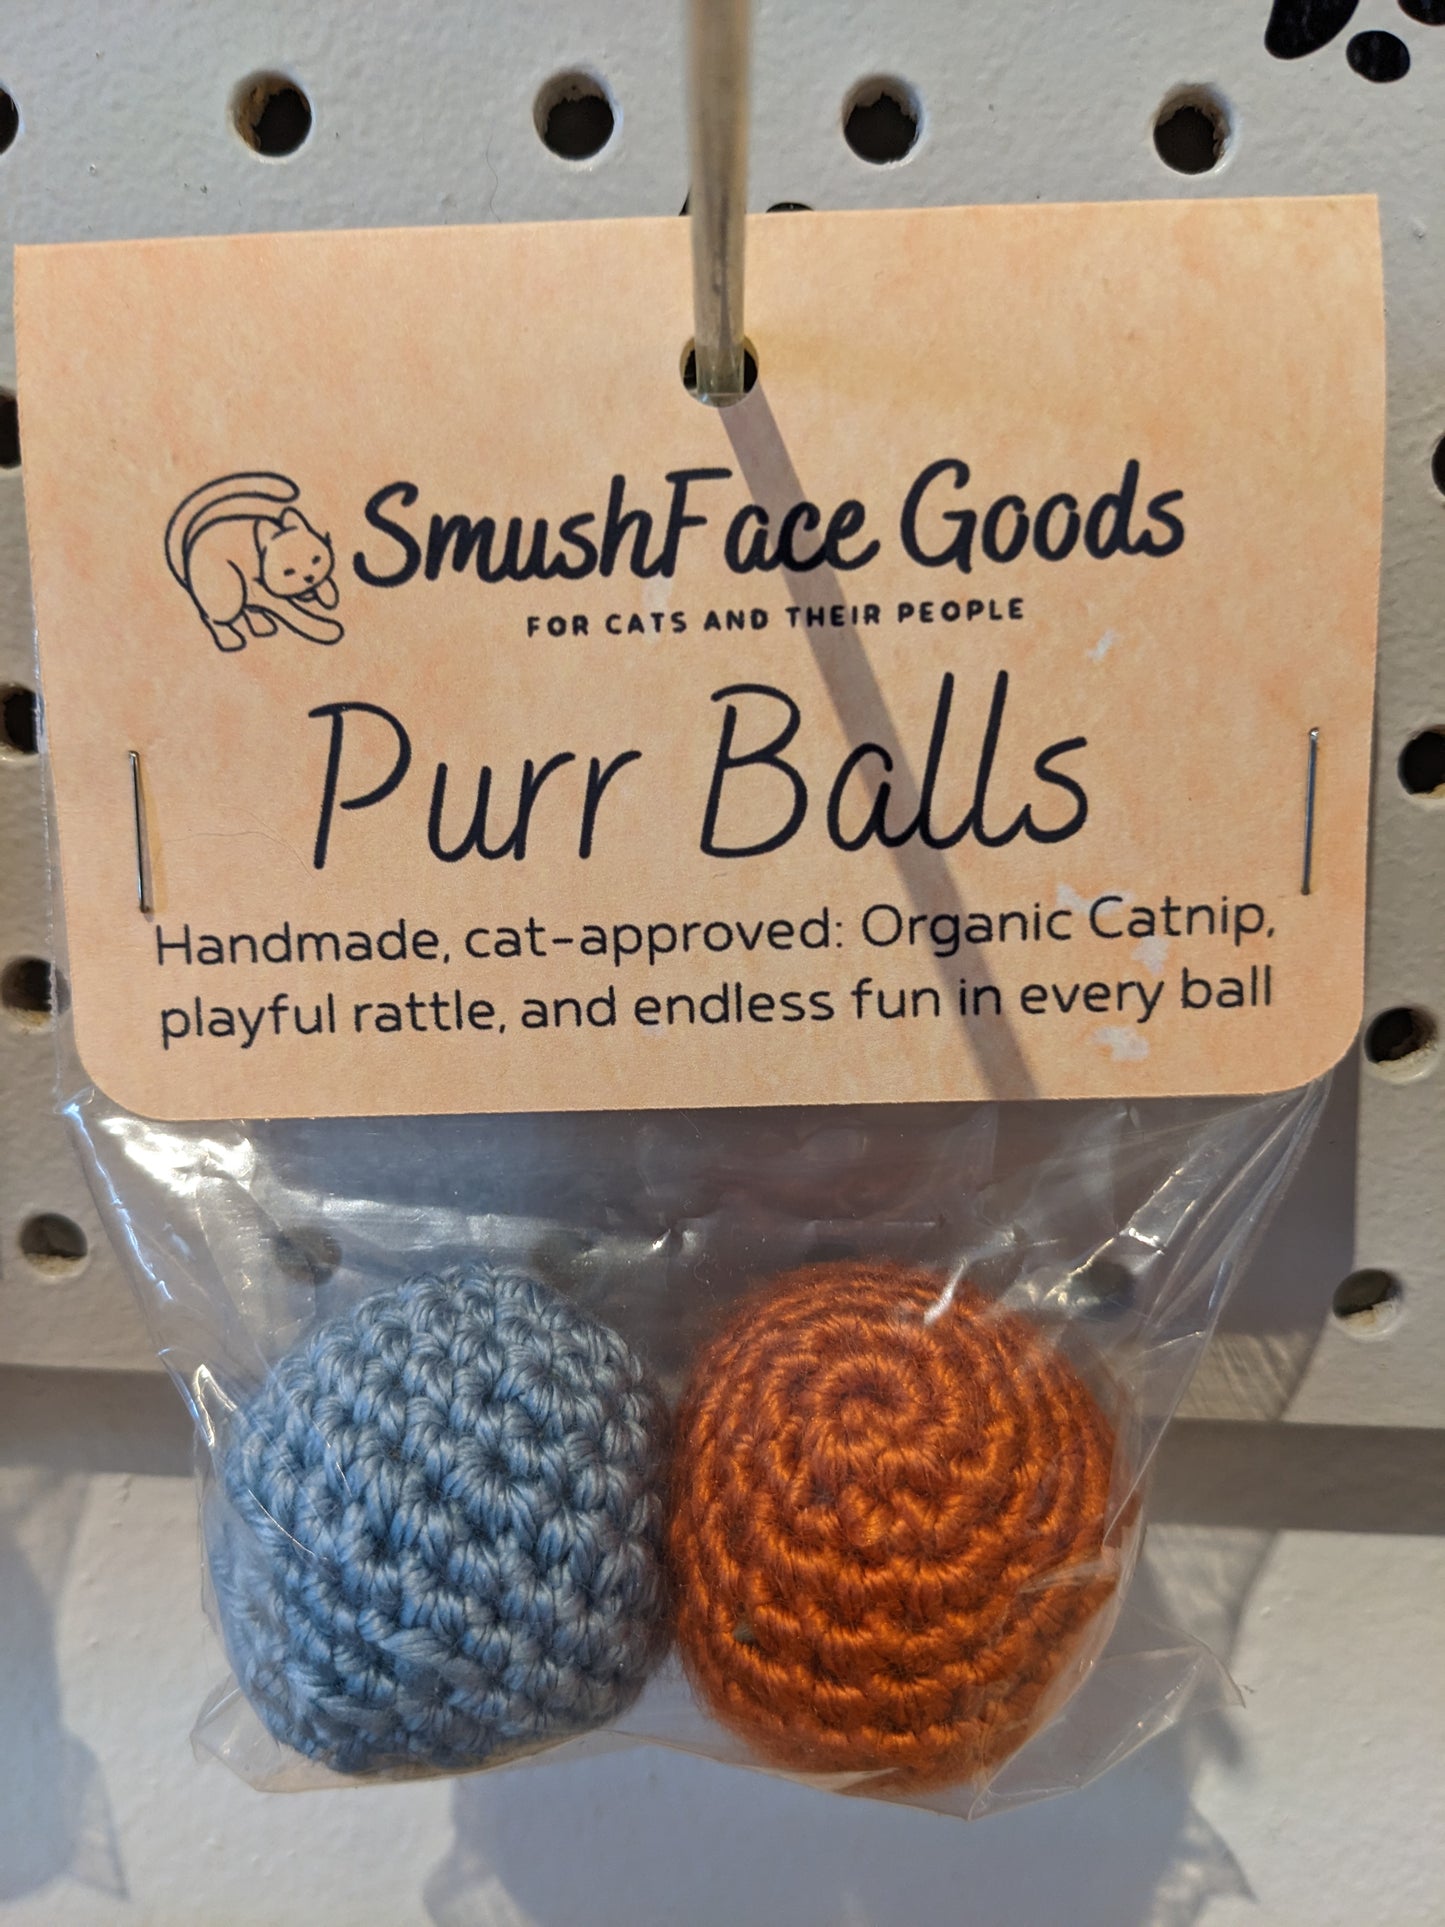 SmushFace Goods
FOR CATS AND THEIR PEOPLE
Purr Balls
Handmade, cat-approved: Organic Catnip,
playful rattle, and endless fun in every ball